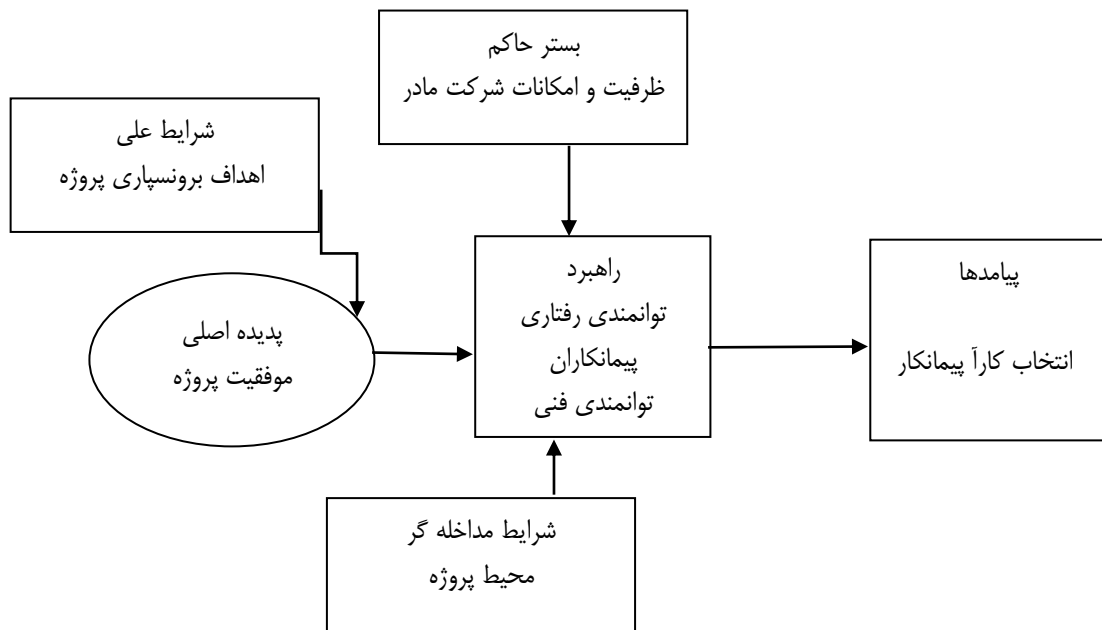 بستر حاکم
ظرفیت و امکانات شرکت مادر
شرایط علی
اهداف برونسپاری پروژه
راهبرد
توانمندی رفتاری
پیمانکاران
توانمندی فنی
پیامدها
انتخاب کارآ پیمانکار
پدیده اصلی
موفقیت پروژه
شرایط مداخله گر
محیط پروژه